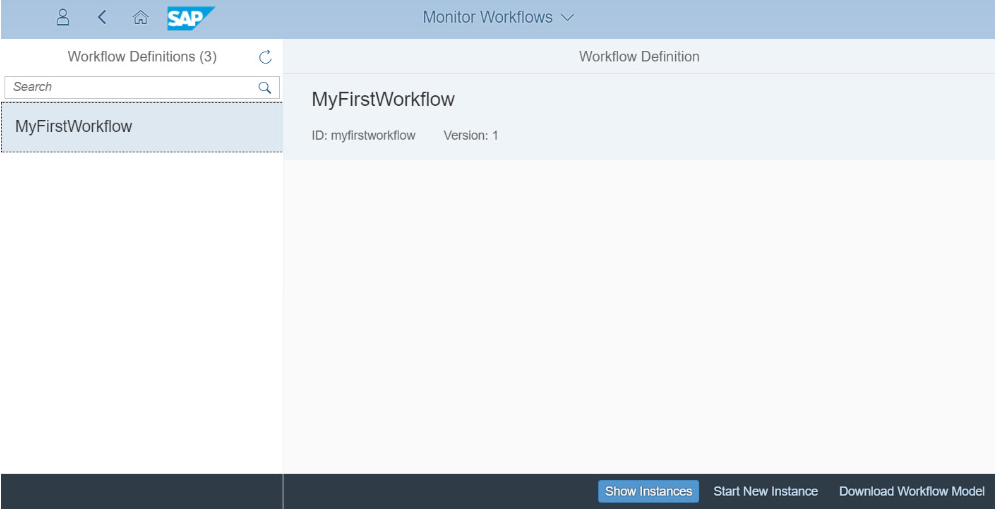 SAP Monitor Workflows
Workflow Definitions (3)
Search
MyFirstWorkflow
Workflow Definition
MyFirstWorkflow
ID: myfirstworkflow Version: 1
Show Instances Start New Instance Download Workflow Model